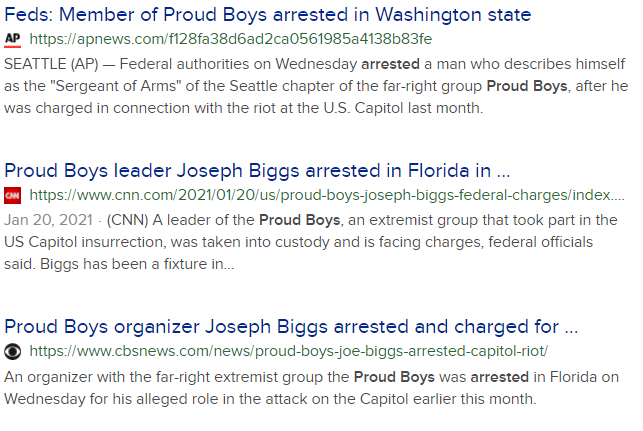 Feds: Member of Proud Boys arrested in Washington state
AP https://apnews.com/f128fa38d6ad2ca0561985a4138b83fe
SEATTLE (AP) — Federal authorities on Wednesday arrested a man who describes himself
as the "Sergeant of Arms" of the Seattle chapter of the far-right group Proud Boys, after he
was charged in connection with the riot at the U.S. Capitol last month.
Proud Boys leader Joseph Biggs arrested in Florida in ...
CNN https://www.cnn.com/2021/01/20/us/proud-boys-joseph-biggs-federal-charges/index....
Jan 20, 2021 · (CNN) A leader of the Proud Boys, an extremist group that took part in the
US Capitol insurrection, was taken into custody and is facing charges, federal officials
said. Biggs has been a fixture in...
Proud Boys organizer Joseph Biggs arrested and charged for ...
https://www.cbsnews.com/news/proud-boys-joe-biggs-arrested-capitol-riot/
An organizer with the far-right extremist group the Proud Boys was arrested in Florida on
Wednesday for his alleged role in the attack on the Capitol earlier this month.